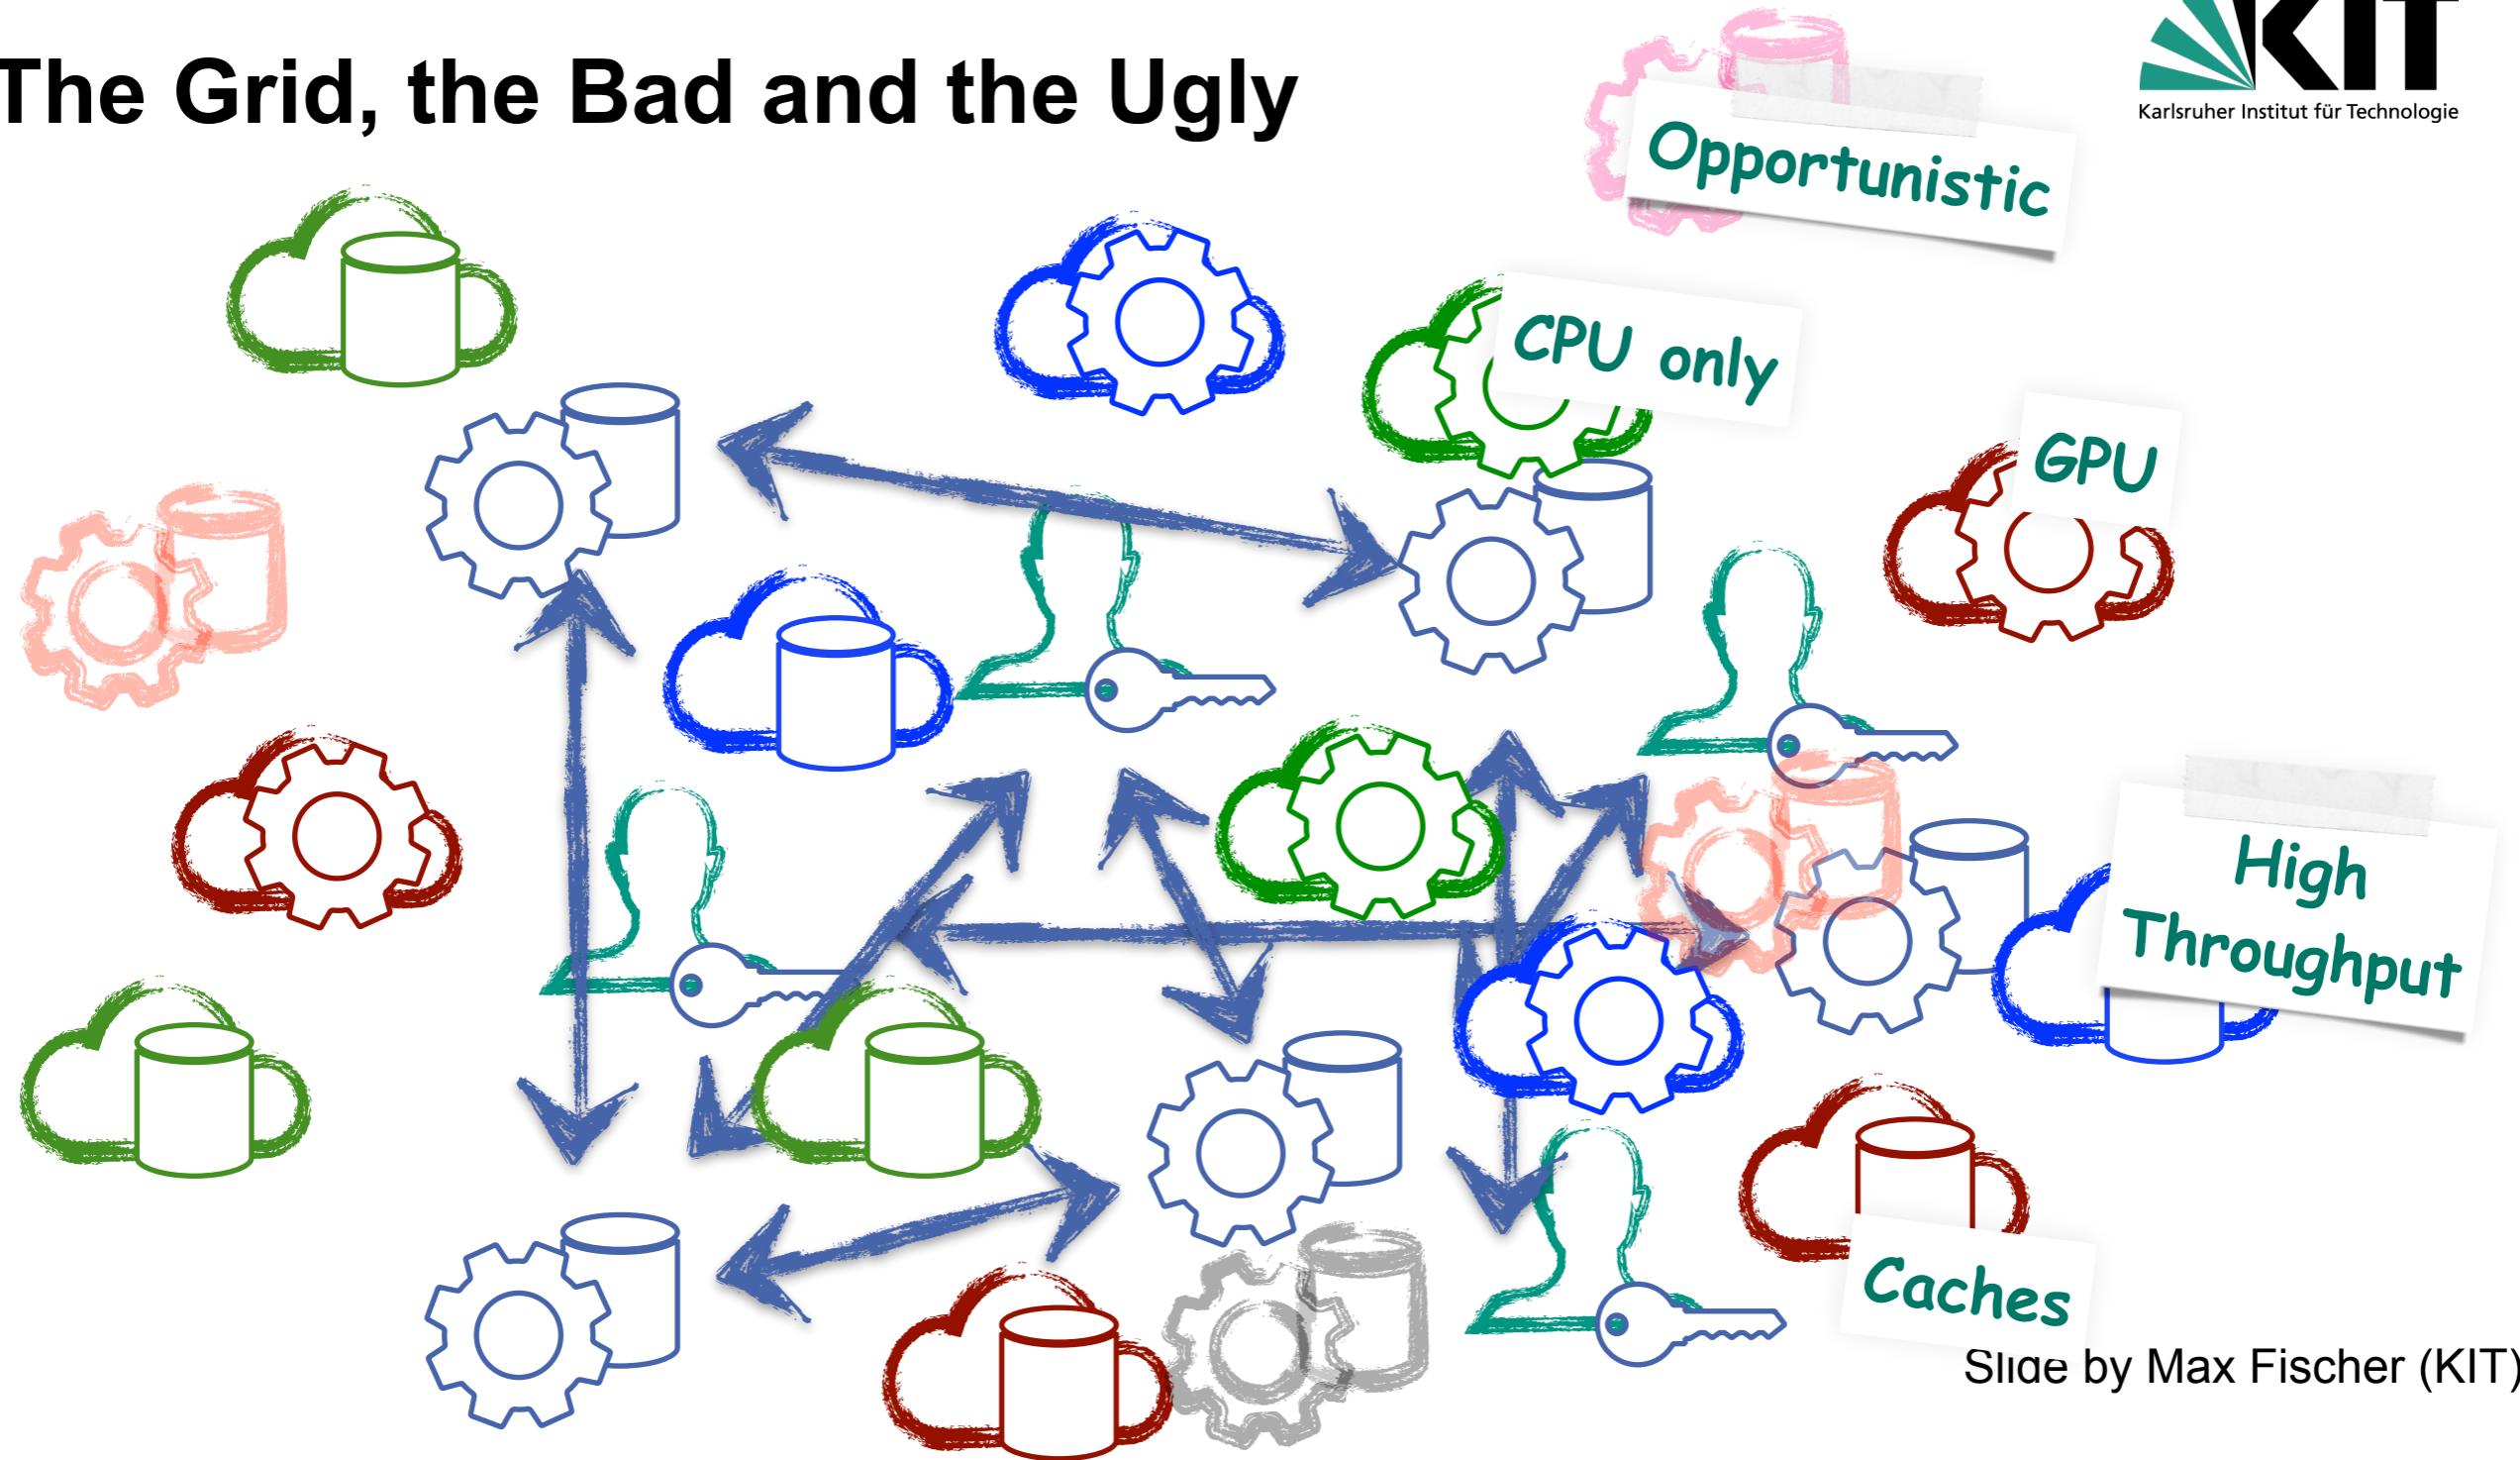 The Grid, the Bad and the Ugly
KIT
Karlsruher Institut für Technologie
Opportunistic
CPU only
GPU
High
Throughput
Caches
Slide by Max Fischer (KIT)